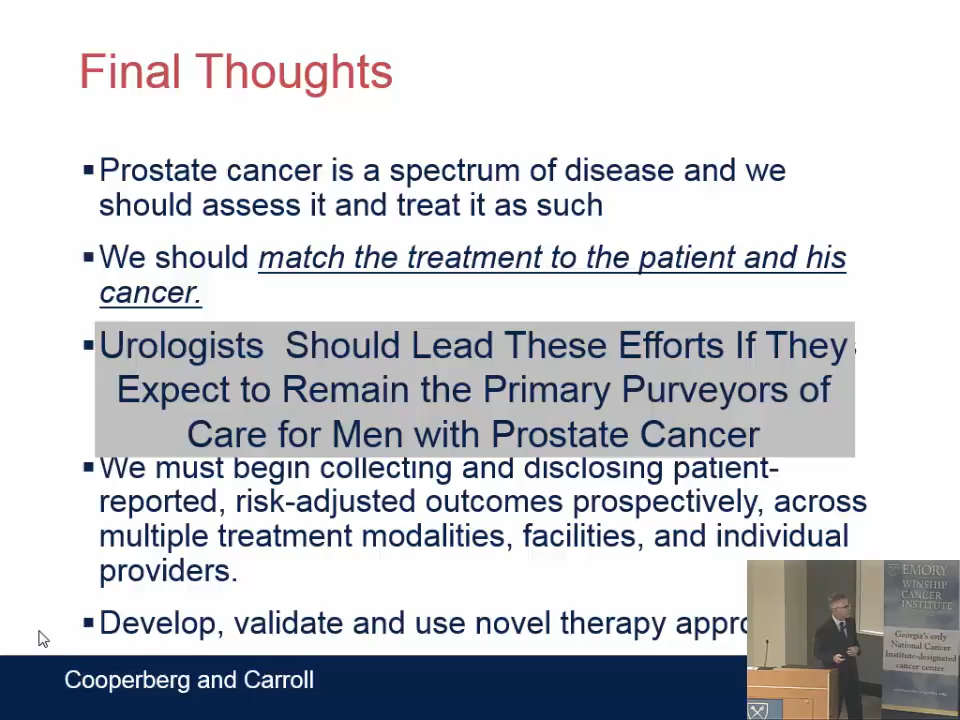 Final Thoughts
▪Prostate cancer is a spectrum of disease and we
should assess it and treat it as such
▪We should match the treatment to the patient and his
cancer.
▪Urologists Should Lead These Efforts If They
Expect to Remain the Primary Purveyors of
Care for Men with Prostate Cancer
▪We must begin collecting and disclosing patient-
reported, risk-adjusted outcomes prospectively, across
multiple treatment modalities, facilities, and individual
providers.
▪Develop, validate and use novel therapy appro
Cooperberg and Carroll
EMORY
WINSHIP
CANCER
INSTITUTE
Georgia's only
National Cancer
Institute-designated
cancer center